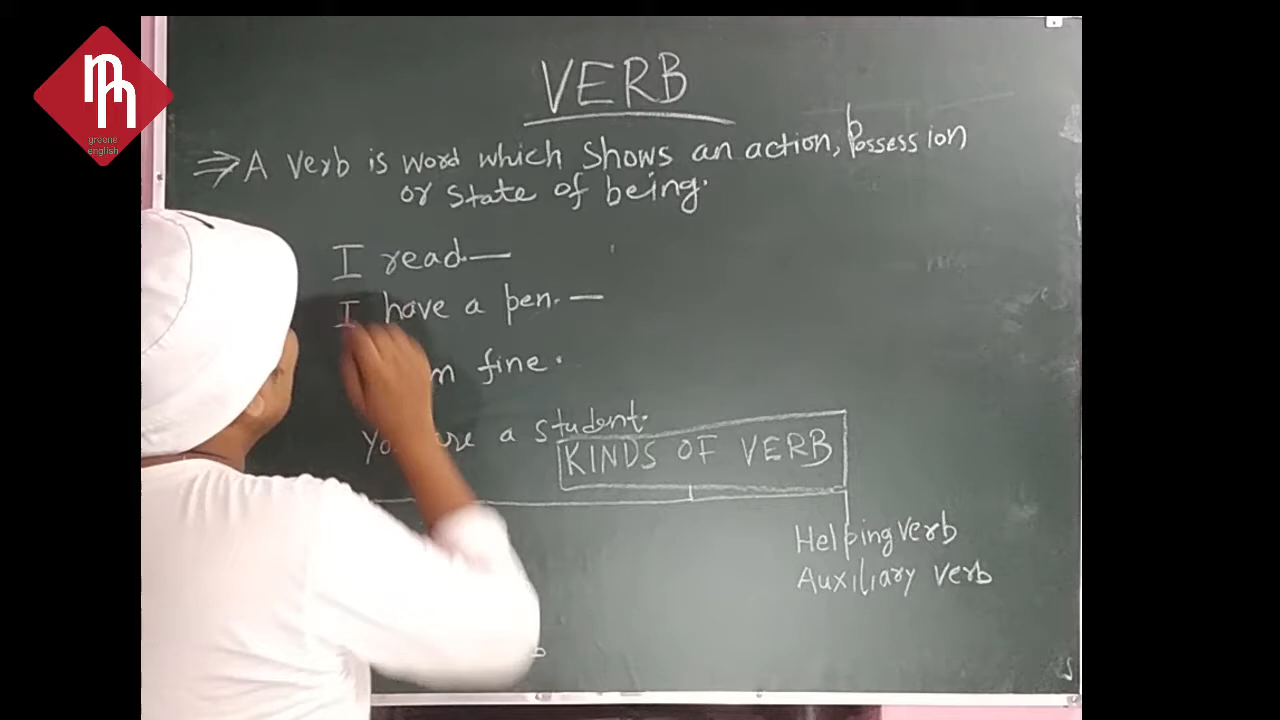 greene
english
VERB
⇒ A verb is word which shows an action, Possession
or state of being.
I read —
I have a pen. —
fine.
a student.
KINDS OF VERB
Helping verb
Auxiliary verb